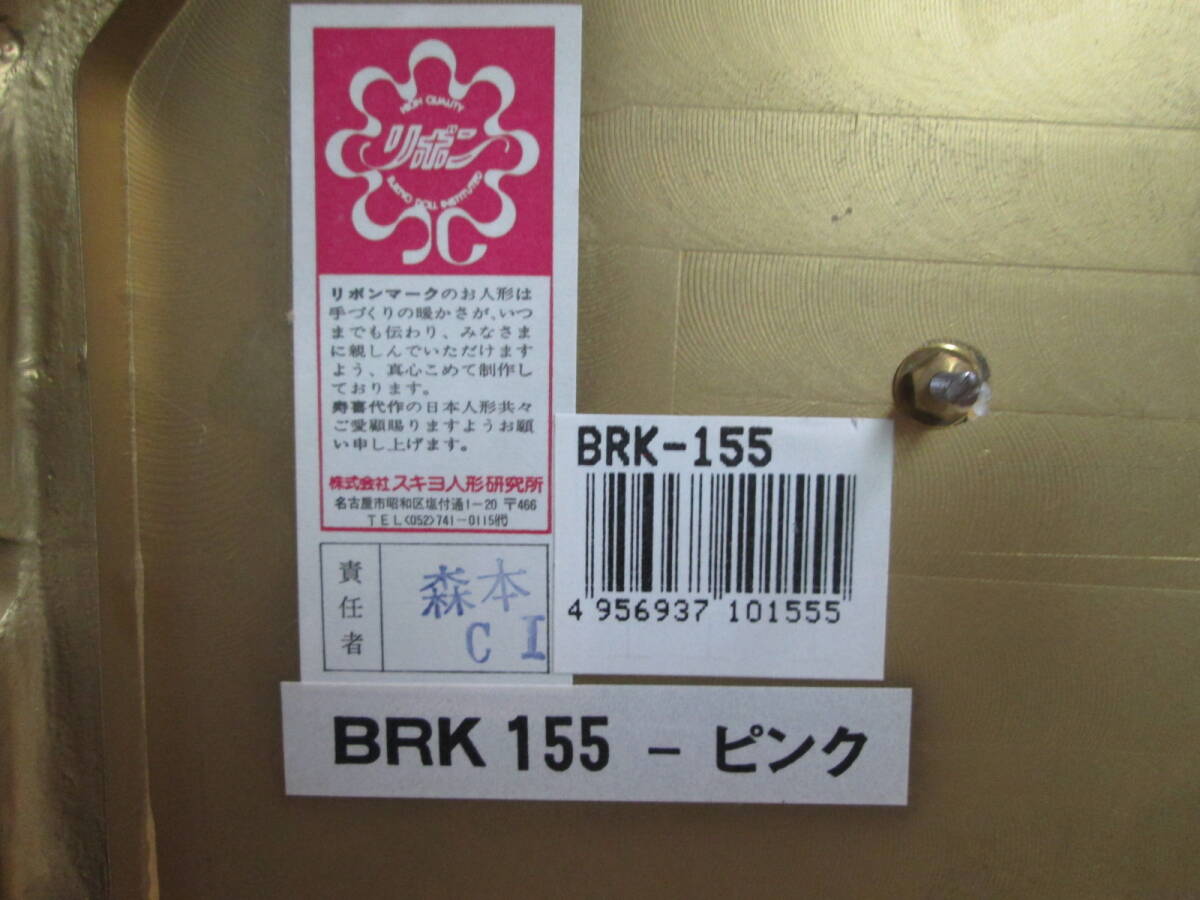 HIGH QUALITY
リボン
SUKIYO DOLL INSTITUTED
リボンマークのお人形は
手づくりの暖かさが、いつ
までも伝わり、みなさま
に親しんでいただけます
よう、真心こめて制作し
ております。
寿喜代作の日本人形共々
ご愛顧賜りますようお願
い申し上げます。
株式会社 スキヨ人形研究所
名古屋市昭和区塩付通1-20 〒466
TEL<052>741-0115代
責任者
森本
C I
BRK-155
4 956937 101555
BRK 155 - ピンク